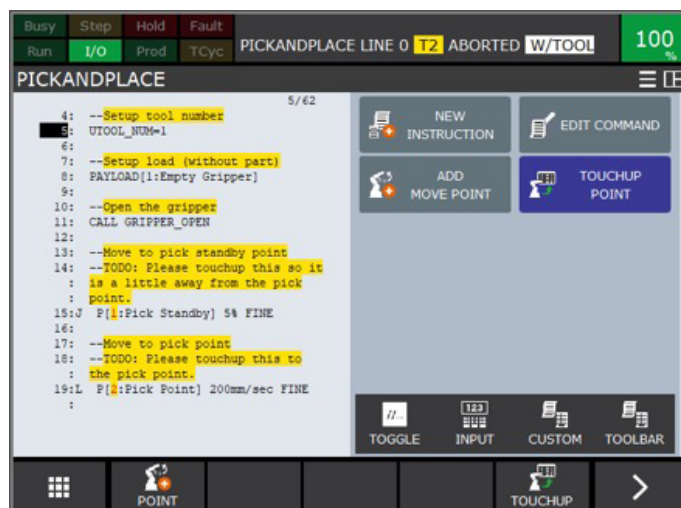 Busy Step Hold Fault
Run I/O Prod TCyc
PICKANDPLACE LINE 0 T2 ABORTED W/TOOL
100
%
PICKANDPLACE
5/62
4: --Setup tool number
5: UTOOL_NUM=1
6:
7: --Setup load (without part)
8: PAYLOAD[1:Empty Gripper]
9:
10: --Open the gripper
11: CALL GRIPPER_OPEN
12:
13: --Move to pick standby point
14: --TODO: Please touchup this so it
: is a little away from the pick
: point.
15:J P[1:Pick Standby] 5% FINE
16:
17: --Move to pick point
18: --TODO: Please touchup this to
: the pick point.
19:L P[2:Pick Point] 200mm/sec FINE
:
NEW
INSTRUCTION
EDIT COMMAND
ADD
MOVE POINT
TOUCHUP
POINT
//...
TOGGLE
123
INPUT
CUSTOM
TOOLBAR
POINT
TOUCHUP